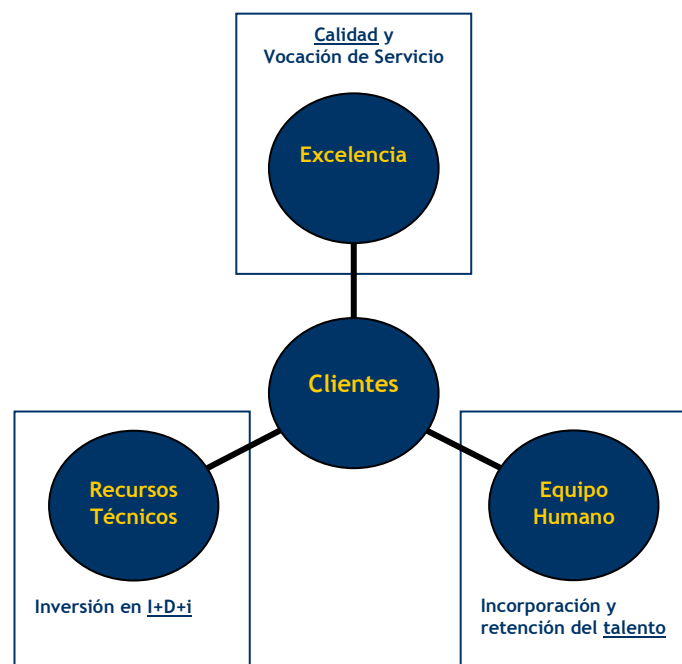 Calidad y
Vocación de Servicio
Excelencia
Clientes
Recursos
Técnicos
Equipo
Humano
Inversión en I+D+i
Incorporación y
retención del talento